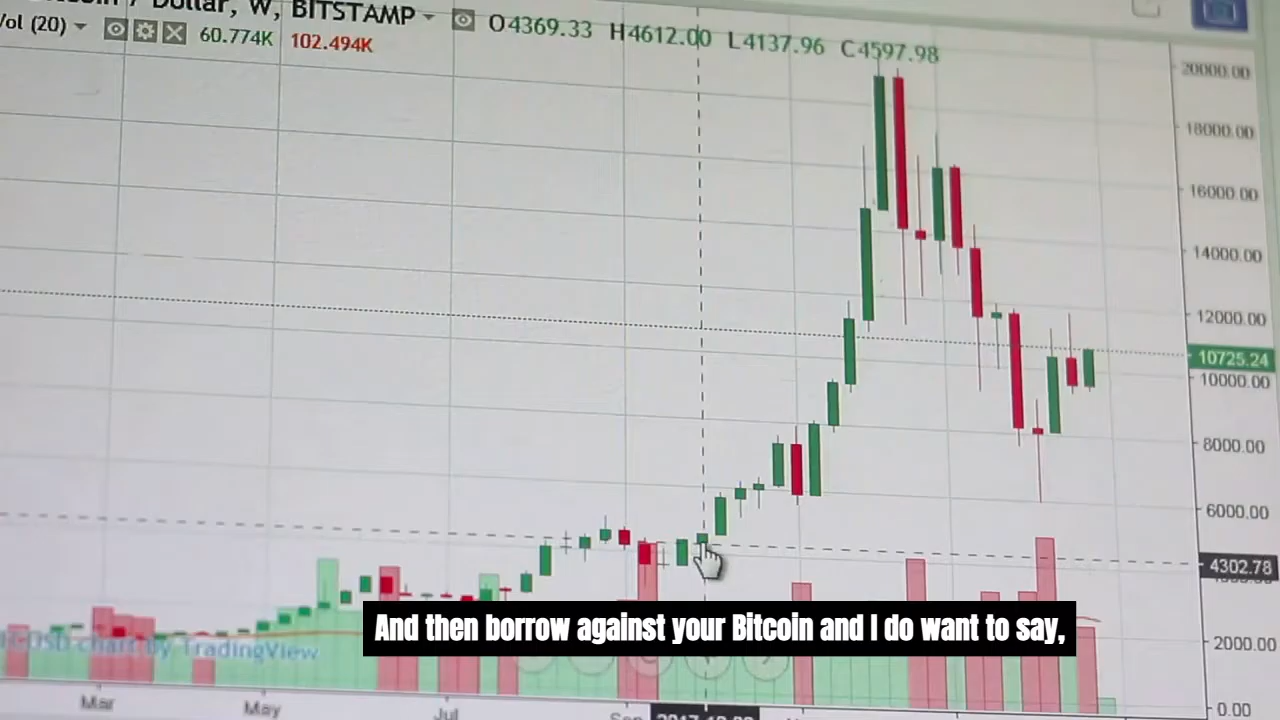 Dollar, W, BITSTAMP O4369.33 H4612.00 L4137.96 C4597.98
Vol (20) 60.774K 102.494K
20000.00
18000.00
16000.00
14000.00
12000.00
10725.24
10000.00
8000.00
6000.00
4302.78
And then borrow against your Bitcoin and I do want to say,
2000.00
chart by TradingView
Mar May Jul Sep
0.00